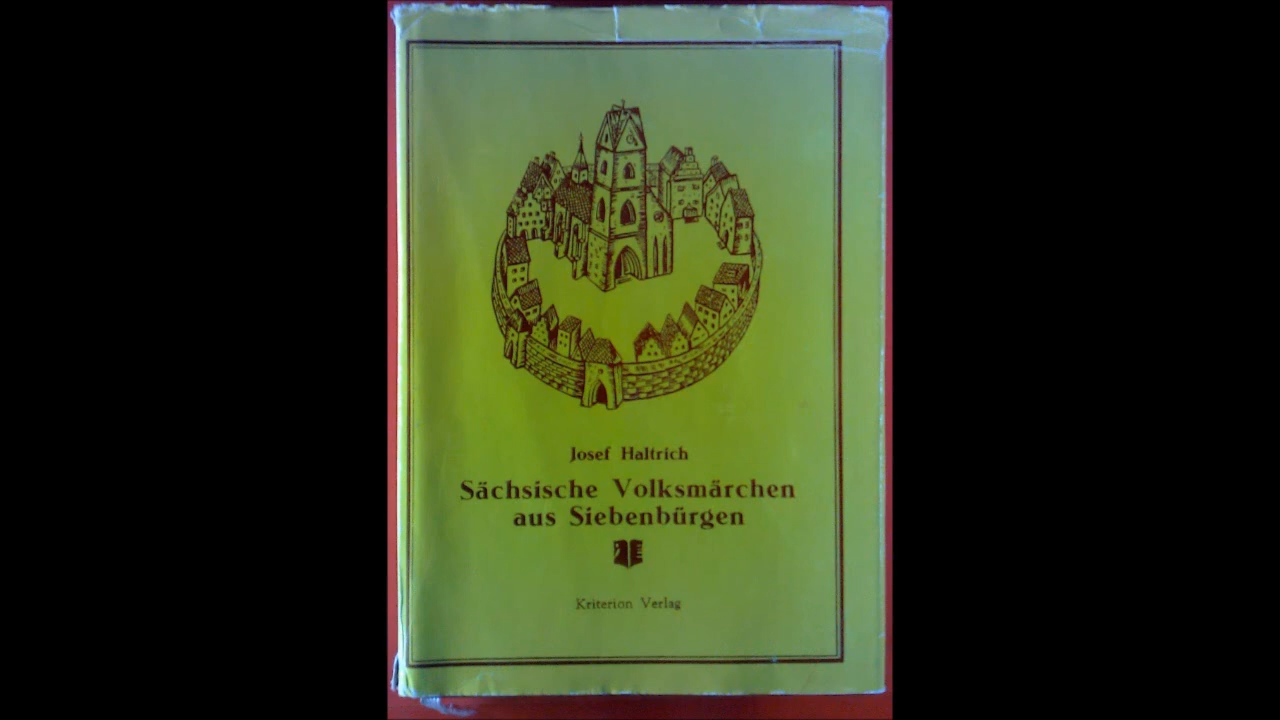 Josef Haltrich
Sächsische Volksmärchen
aus Siebenbürgen
Kriterion Verlag